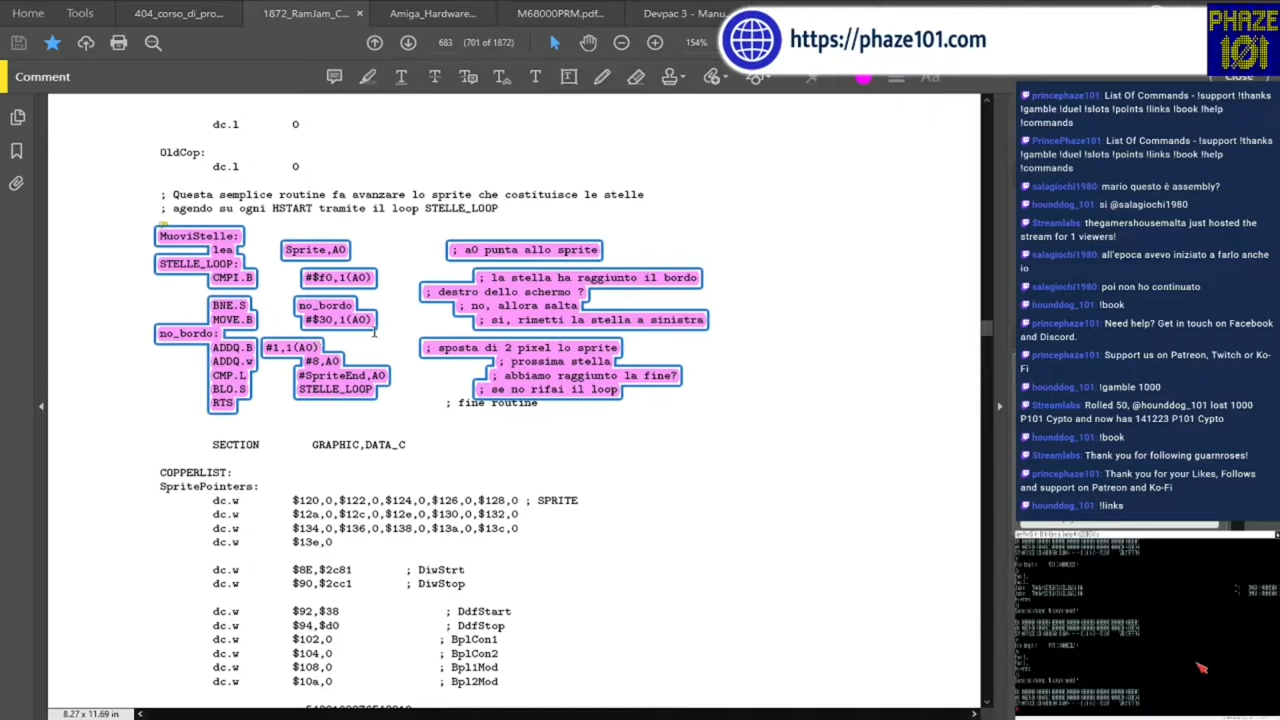 Home Tools 404_corso_di_pro... 1872_RamJam_C... × Amiga_Hardware... M68000PRM.pdf... Devpac 3 - Manu...
https://phaze101.com
PHAZE
101
683 (701 of 1872) 154%
Comment
Close
dc.l 0
OldCop:
dc.l 0
; Questa semplice routine fa avanzare lo sprite che costituisce le stelle
; agendo su ogni HSTART tramite il loop STELLE_LOOP
MuoviStelle:
lea Sprite,A0 ; a0 punta allo sprite
STELLE_LOOP:
CMPI.B #$f0,1(A0) ; la stella ha raggiunto il bordo
; destro dello schermo ?
BNE.S no_bordo ; no, allora salta
MOVE.B #$30,1(A0) ; si, rimetti la stella a sinistra
no_bordo:
ADDQ.B #1,1(A0) ; sposta di 2 pixel lo sprite
ADDQ.w #8,A0 ; prossima stella
CMP.L #SpriteEnd,A0 ; abbiamo raggiunto la fine?
BLO.S STELLE_LOOP ; se no rifai il loop
RTS ; fine routine
SECTION GRAPHIC,DATA_C
COPPERLIST:
SpritePointers:
dc.w $120,0,$122,0,$124,0,$126,0,$128,0 ; SPRITE
dc.w $12a,0,$12c,0,$12e,0,$130,0,$132,0
dc.w $134,0,$136,0,$138,0,$13a,0,$13c,0
dc.w $13e,0
dc.w $8E,$2c81 ; DiwStrt
dc.w $90,$2cc1 ; DiwStop
dc.w $92,$38 ; DdfStart
dc.w $94,$d0 ; DdfStop
dc.w $102,0 ; BplCon1
dc.w $104,0 ; BplCon2
dc.w $108,0 ; Bpl1Mod
dc.w $10a,0 ; Bpl2Mod
8.27 x 11.69 in
princephaze101: List Of Commands - !support !thanks
!gamble !duel !slots !points !links !book !help
!commands
PrincePhaze101: List Of Commands - !support !thanks
!gamble !duel !slots !points !links !book !help
!commands
salagiochi1980: mario questo è assembly?
hounddog_101: si @salagiochi1980
Streamlabs: thegamershousemalta just hosted the
stream for 1 viewers!
salagiochi1980: all'epoca avevo iniziato a farlo anche
io
salagiochi1980: poi non ho continuato
hounddog_101: !book
princephaze101: Need help? Get in touch on Facebook
and Discord.
princephaze101: Support us on Patreon, Twitch or Ko-
Fi
hounddog_101: !gamble 1000
Streamlabs: Rolled 50, @hounddog_101 lost 1000
P101 Cypto and now has 141223 P101 Cypto
hounddog_101: !book
Streamlabs: Thank you for following guarnroses!
princephaze101: Thank you for your Likes, Follows
and support on Patreon and Ko-Fi
hounddog_101: !links